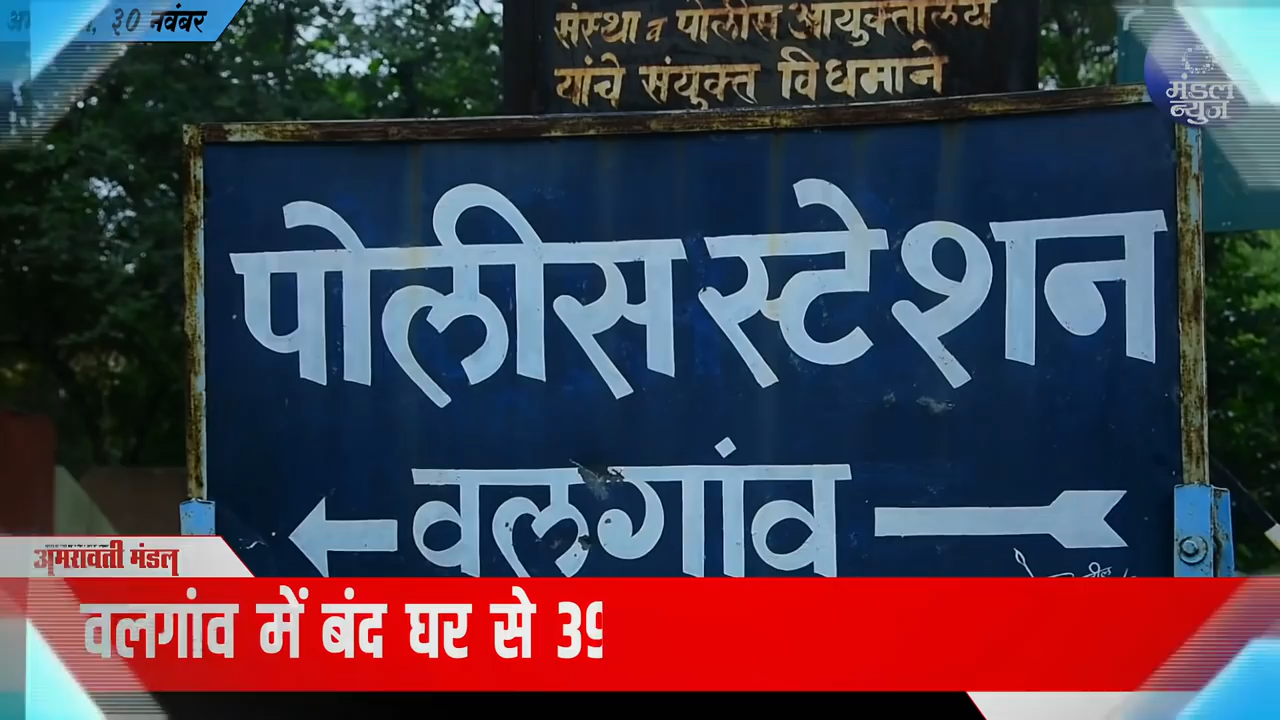 ३० नवंबर
संस्था व पोलीस आयुक्तालय
यांचे संयुक्त विधमाने
मंडल
न्युज
पोलीस स्टेशन
वलगांव
अमरावती मंडल
वलगांव में बंद घर से 39